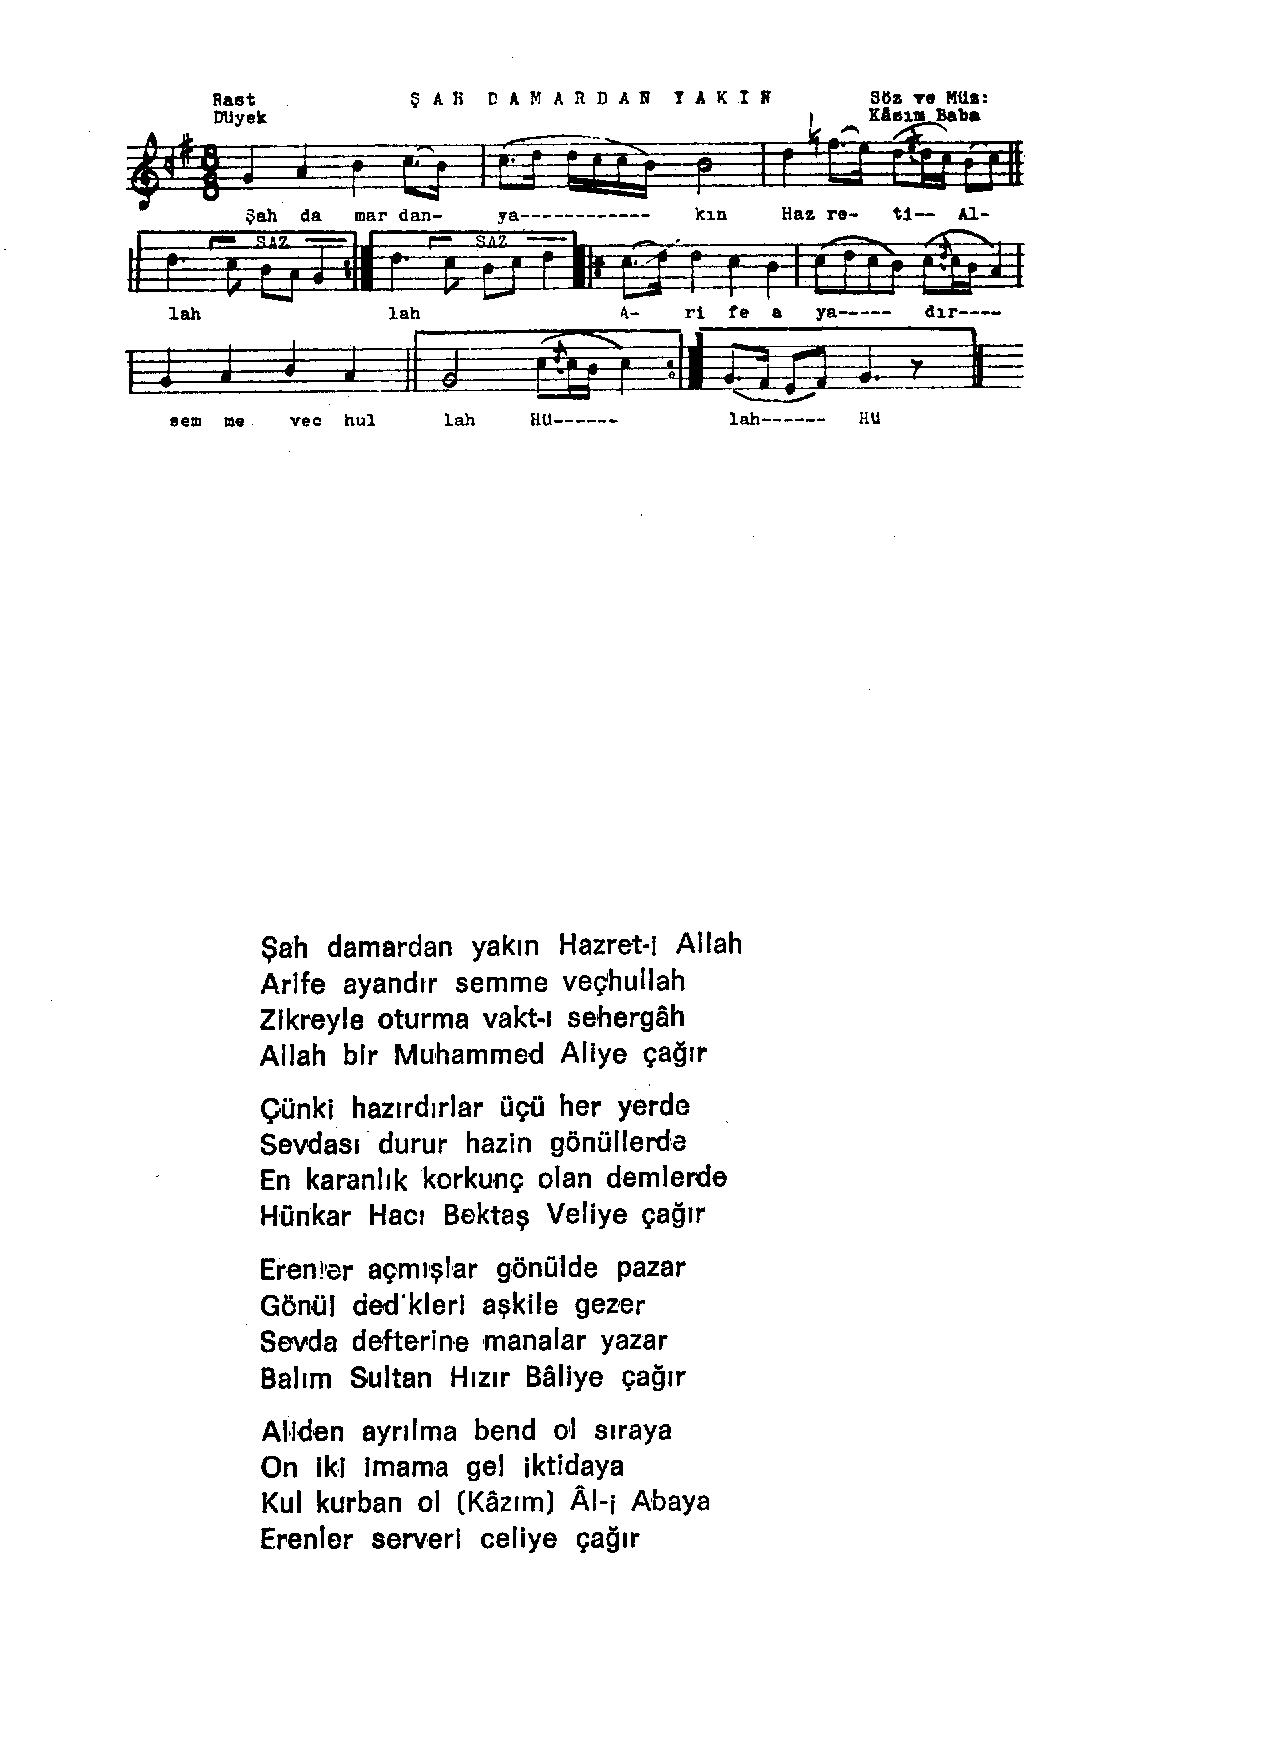 Rast ŞAH DAMARDAN YAKIN Söz ve Müz:
Düyek Kâsım Baba
Şah da mar dan- ya------------ kın Haz re- ti-- Al-
SAZ SAZ
lah lah A- ri fe a ya----- dır----
sem me vec hul lah HU------ lah------ HU
Şah damardan yakın Hazret-i Allah
Arife ayandır semme veçhullah
Zikreyle oturma vakt-ı sehergâh
Allah bir Muhammed Aliye çağır
Çünki hazırdırlar üçü her yerde
Sevdası durur hazin gönüllerde
En karanlık korkunç olan demlerde
Hünkar Hacı Bektaş Veliye çağır
Erenler açmışlar gönülde pazar
Gönül ded'kleri aşkile gezer
Sevda defterine manalar yazar
Balım Sultan Hızır Bâliye çağır
Aliden ayrılma bend ol sıraya
On iki imama gel iktidaya
Kul kurban ol (Kâzım) Âl-i Abaya
Erenler serveri celiye çağır